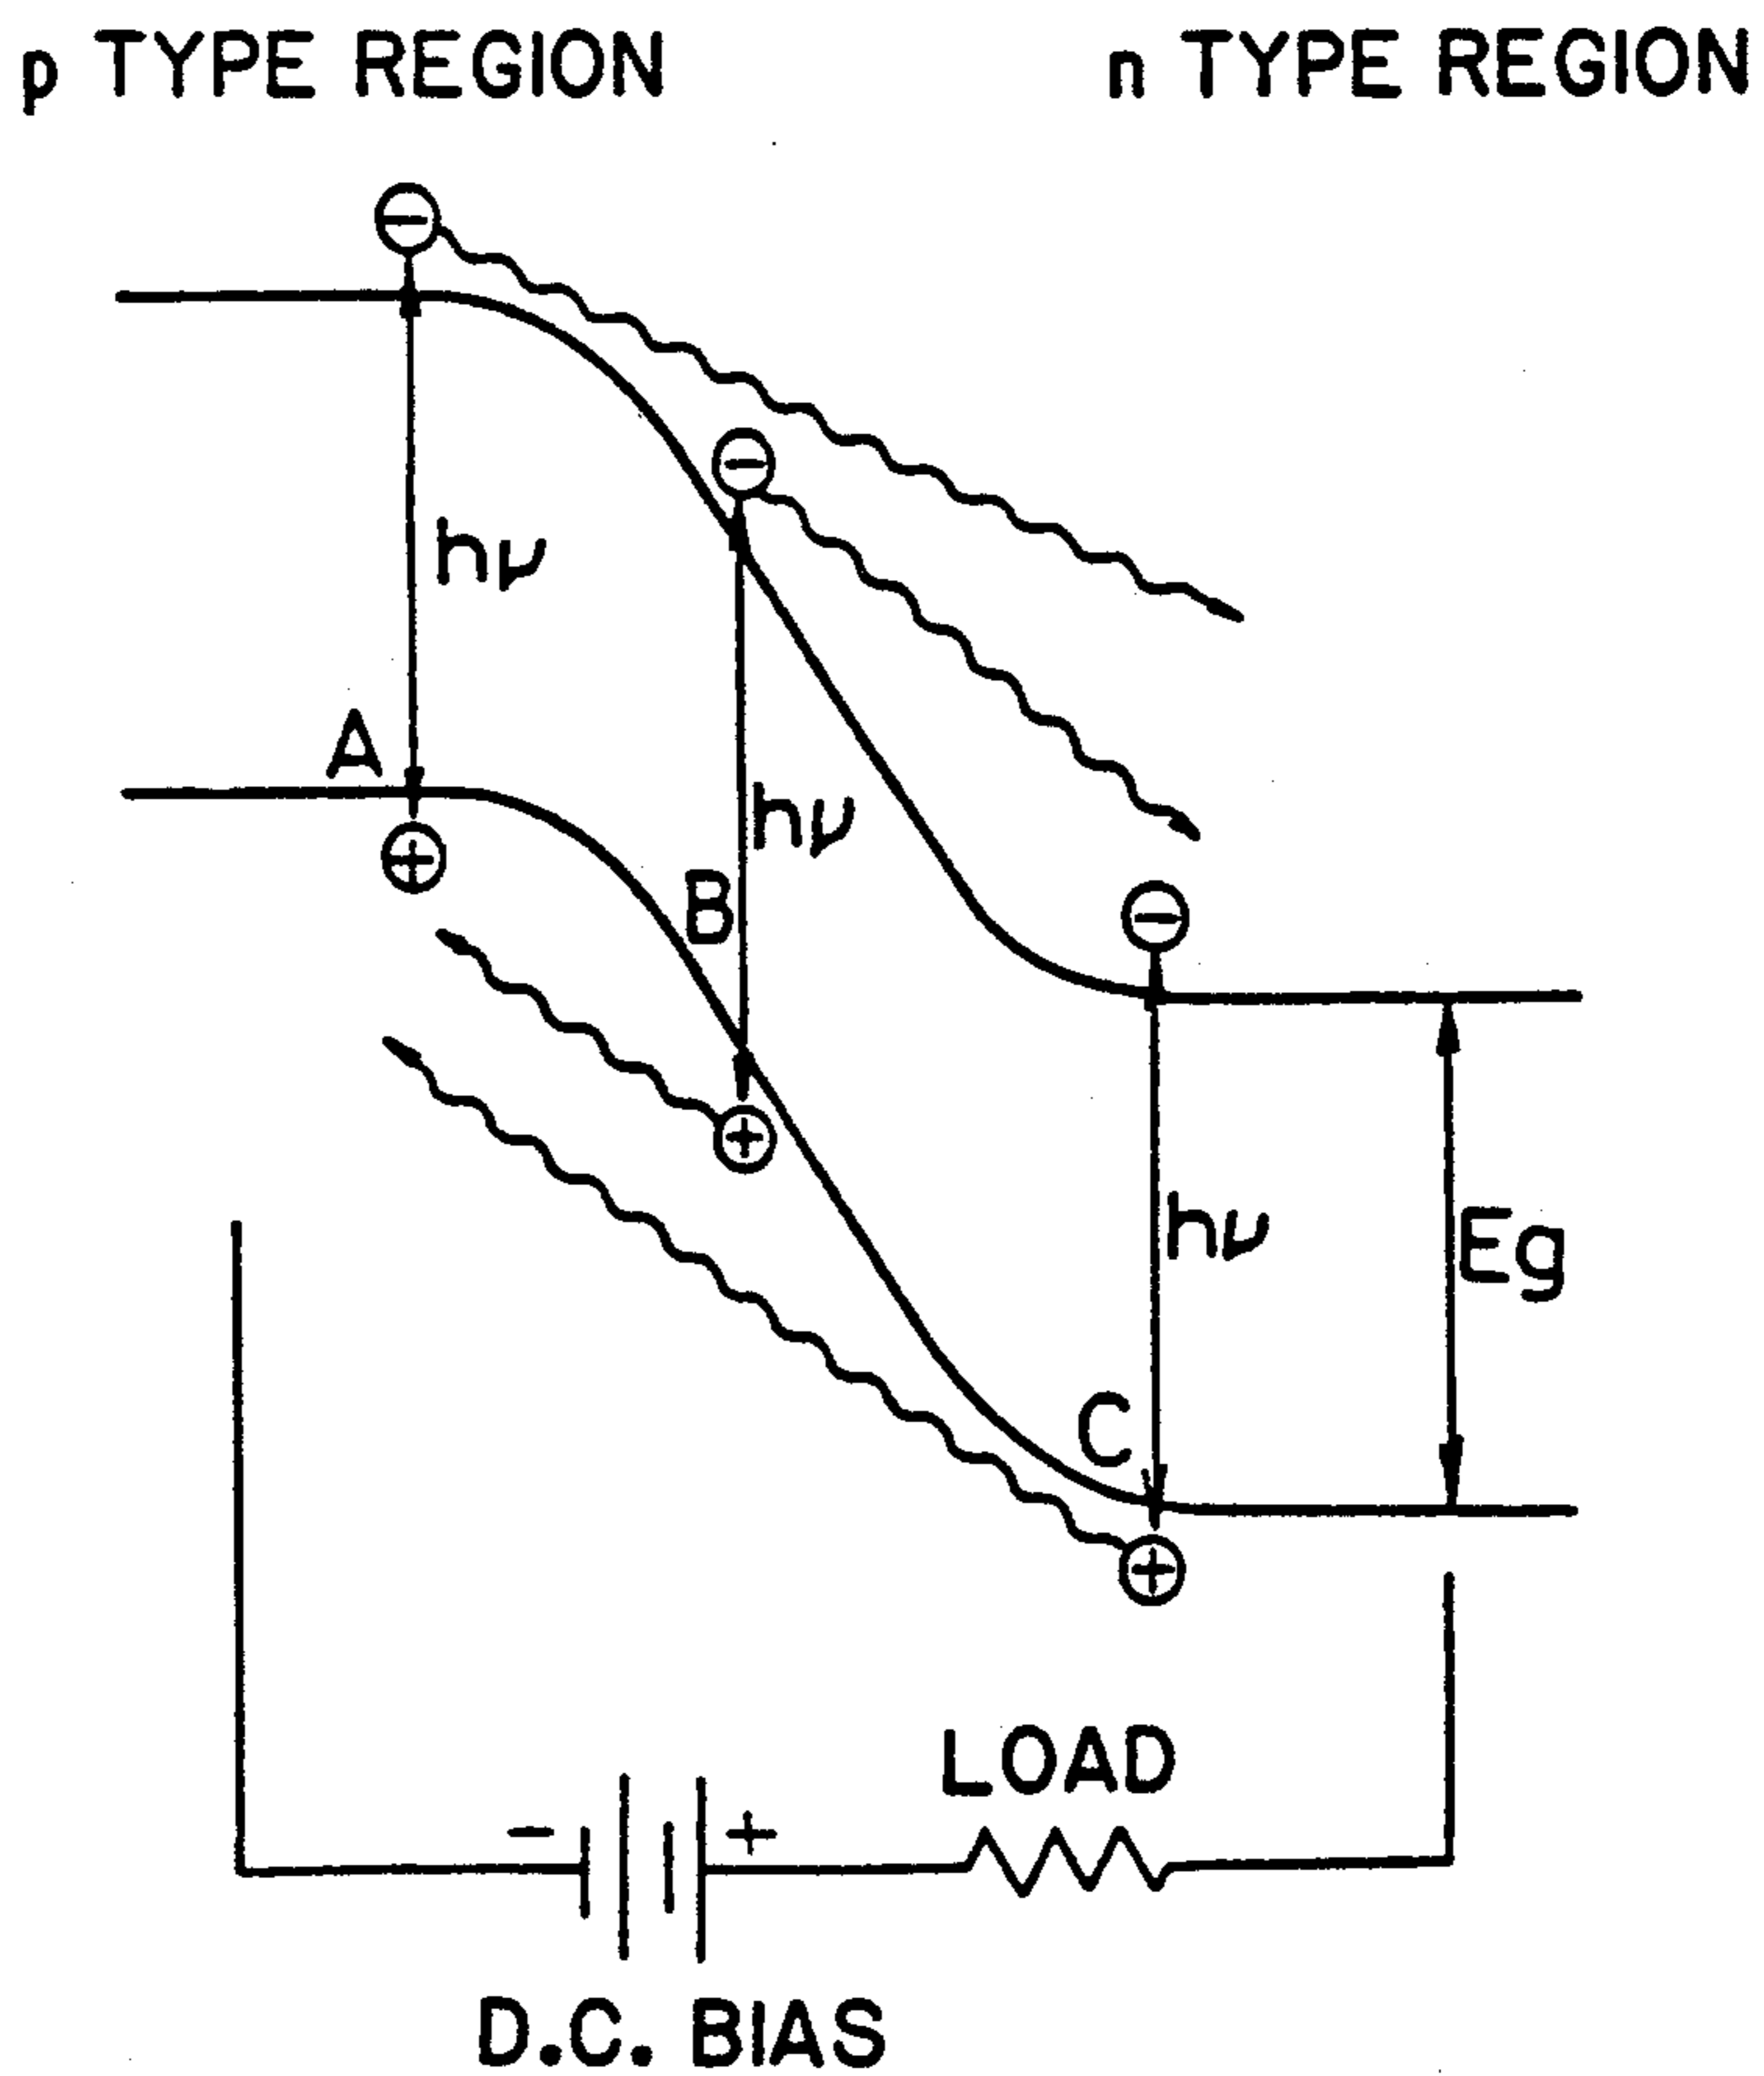 p TYPE REGION
n TYPE REGION
hν
A
hν
B
hν
Eg
C
LOAD
− +
D.C. BIAS